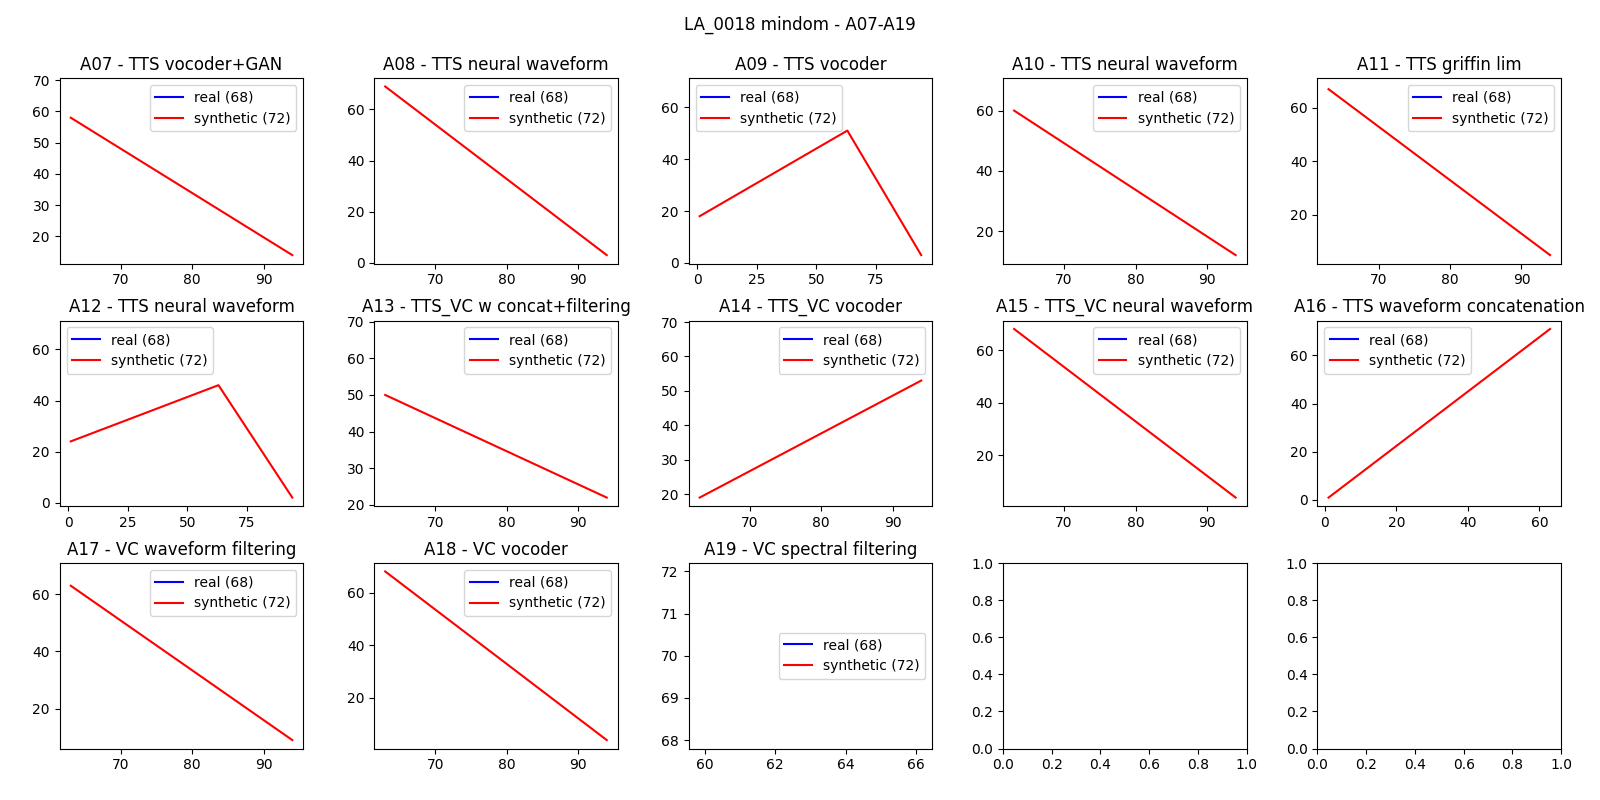 LA_0018 mindom - A07-A19
A07 - TTS vocoder+GAN
70
60
50
40
30
20
70 80 90
real (68)
synthetic (72)
A08 - TTS neural waveform
60
40
20
0
70 80 90
real (68)
synthetic (72)
A09 - TTS vocoder
60
40
20
0
0 25 50 75
real (68)
synthetic (72)
A10 - TTS neural waveform
60
40
20
70 80 90
real (68)
synthetic (72)
A11 - TTS griffin lim
60
40
20
70 80 90
real (68)
synthetic (72)
A12 - TTS neural waveform
60
40
20
0
0 25 50 75
real (68)
synthetic (72)
A13 - TTS_VC w concat+filtering
70
60
50
40
30
20
70 80 90
real (68)
synthetic (72)
A14 - TTS_VC vocoder
70
60
50
40
30
20
70 80 90
real (68)
synthetic (72)
A15 - TTS_VC neural waveform
60
40
20
70 80 90
real (68)
synthetic (72)
A16 - TTS waveform concatenation
60
40
20
0
0 20 40 60
real (68)
synthetic (72)
A17 - VC waveform filtering
60
40
20
70 80 90
real (68)
synthetic (72)
A18 - VC vocoder
60
40
20
70 80 90
real (68)
synthetic (72)
A19 - VC spectral filtering
72
71
70
69
68
60 62 64 66
real (68)
synthetic (72)
1.0
0.8
0.6
0.4
0.2
0.0
0.0 0.2 0.4 0.6 0.8 1.0
1.0
0.8
0.6
0.4
0.2
0.0
0.0 0.2 0.4 0.6 0.8 1.0